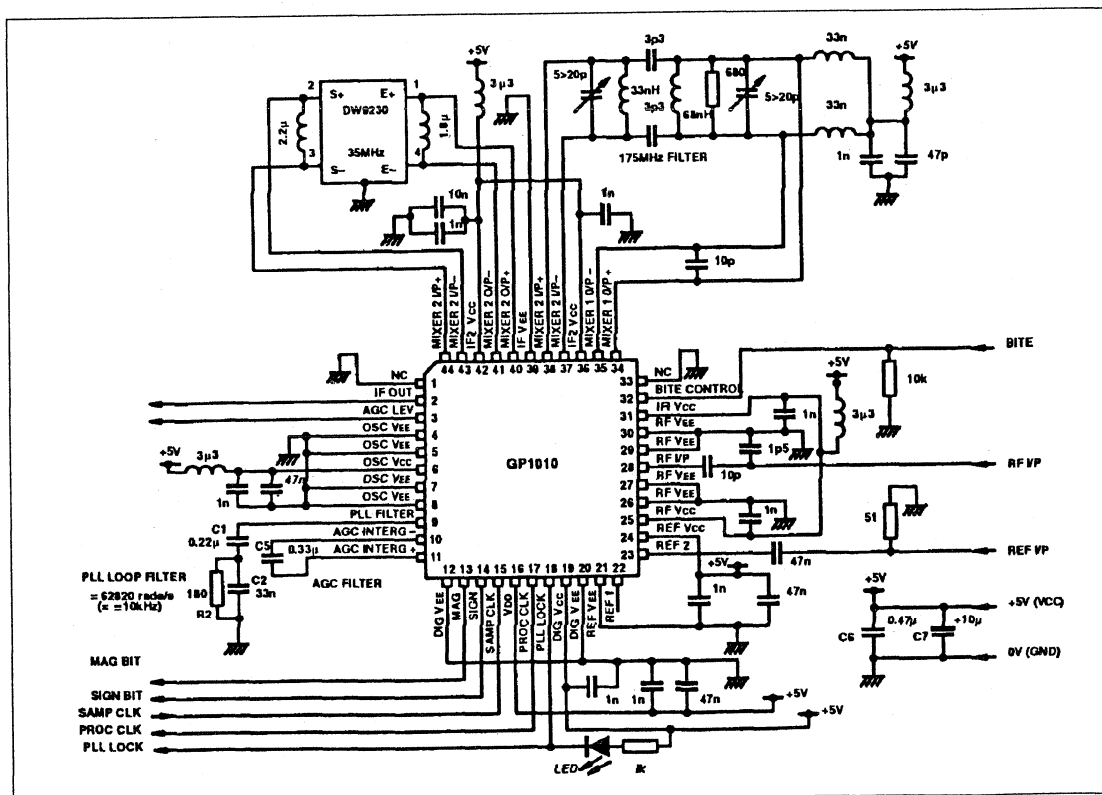 +5V
3µ3
2
S+
E+
1
DW9230
2.2µ
1.8µ
3
35MHz
4
S–
E–
5>20p
3p3
33nH
3p3
68nH
680
5>20p
33n
33n
+5V
3µ3
1n
47p
175MHz FILTER
10n
1n
1n
10p
MIXER 2 I/P+
MIXER 2 I/P–
IF2 VCC
MIXER 2 O/P–
MIXER 2 O/P+
IF VEE
MIXER 2 I/P+
MIXER 2 I/P–
IF2 VCC
MIXER 1 O/P–
MIXER 1 O/P+
44 43 42 41 40 39 38 37 36 35 34
NC
1
IF OUT
2
AGC LEV
3
OSC VEE
4
OSC VEE
5
OSC VCC
6
OSC VEE
7
OSC VEE
8
PLL FILTER
9
AGC INTERG –
10
AGC INTERG +
11
GP1010
33
NC
32
BITE CONTROL
31
IFI VCC
30
RF VEE
29
RF VEE
28
RF I/P
27
RF VEE
26
RF VEE
25
RF VCC
24
REF VCC
23
REF 2
BITE
10k
+5V
3µ3
1n
1p5
10p
RF I/P
1n
51
47n
REF I/P
+5V
3µ3
1n
47n
C1
0.22µ
C5
0.33µ
AGC FILTER
PLL LOOP FILTER
= 62820 rads/s
(= =10kHz)
180
R2
C2
33n
12 13 14 15 16 17 18 19 20 21 22
DIG VEE
MAG
SIGN
SAMP CLK
VDD
PROC CLK
PLL LOCK
DIG VCC
DIG VEE
REF VEE
REF 1
+5V
1n
47n
+5V
+5V (VCC)
C6
0.47µ
C7
+10µ
0V (GND)
MAG BIT
SIGN BIT
SAMP CLK
PROC CLK
PLL LOCK
1n
1n
47n
+5V
+5V
LED
1k